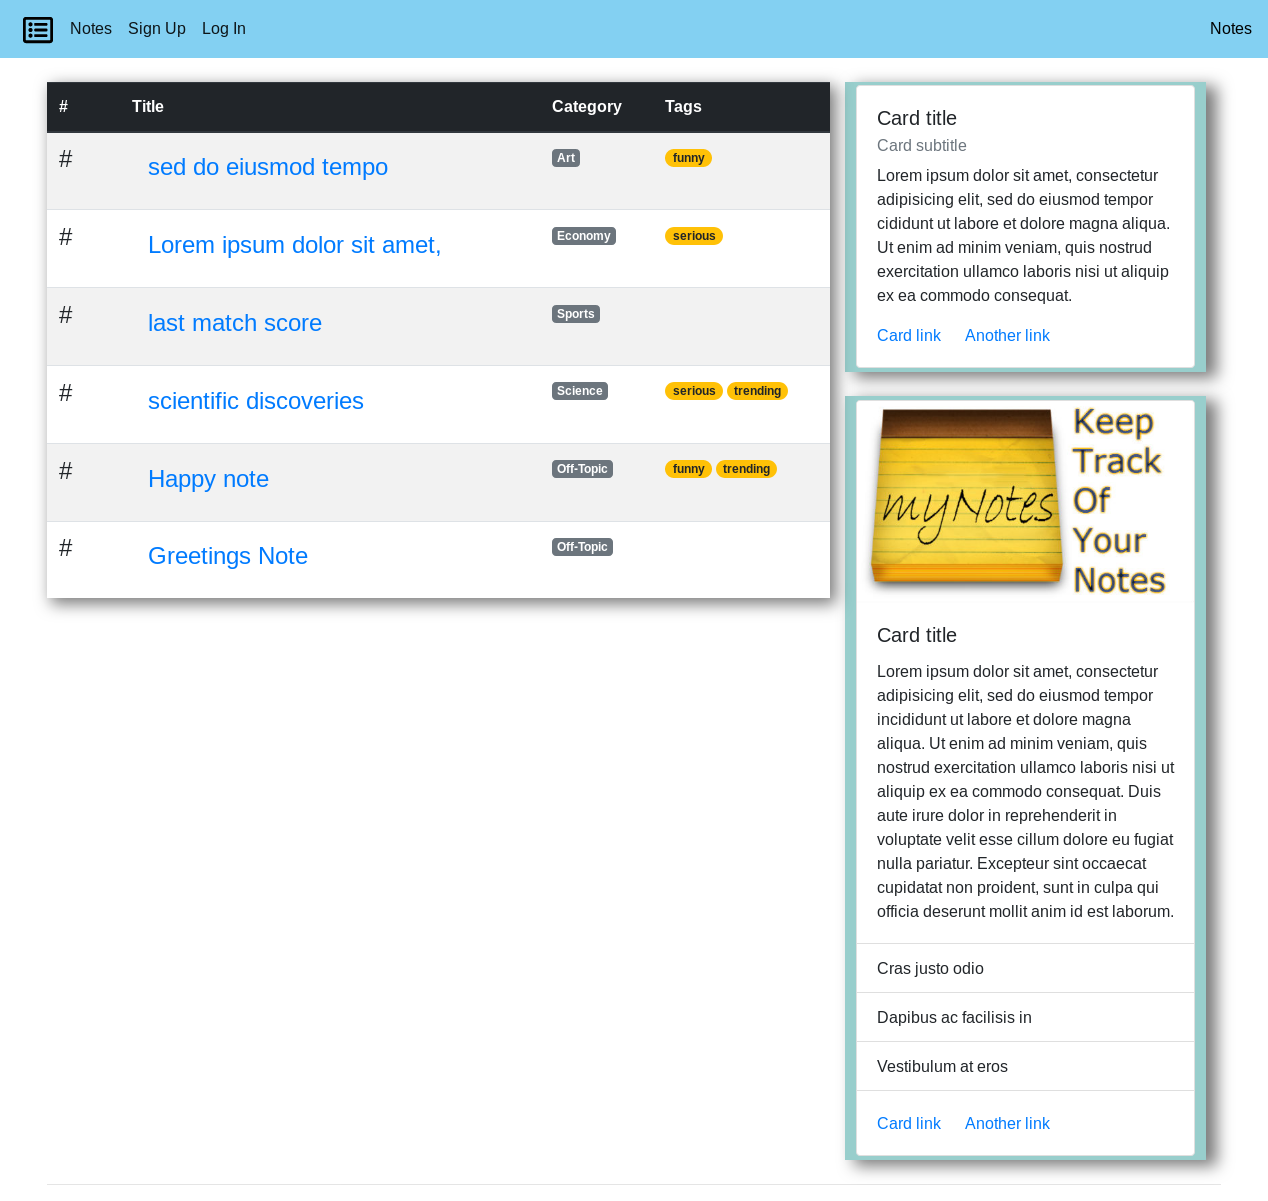 Notes Sign Up Log In Notes
# Title Category Tags
# sed do eiusmod tempo Art funny
# Lorem ipsum dolor sit amet, Economy serious
# last match score Sports
# scientific discoveries Science serious trending
# Happy note Off-Topic funny trending
# Greetings Note Off-Topic
Card title
Card subtitle
Lorem ipsum dolor sit amet, consectetur
adipisicing elit, sed do eiusmod tempor
cididunt ut labore et dolore magna aliqua.
Ut enim ad minim veniam, quis nostrud
exercitation ullamco laboris nisi ut aliquip
ex ea commodo consequat.
Card link Another link
myNotes
Keep
Track
Of
Your
Notes
Card title
Lorem ipsum dolor sit amet, consectetur
adipisicing elit, sed do eiusmod tempor
incididunt ut labore et dolore magna
aliqua. Ut enim ad minim veniam, quis
nostrud exercitation ullamco laboris nisi ut
aliquip ex ea commodo consequat. Duis
aute irure dolor in reprehenderit in
voluptate velit esse cillum dolore eu fugiat
nulla pariatur. Excepteur sint occaecat
cupidatat non proident, sunt in culpa qui
officia deserunt mollit anim id est laborum.
Cras justo odio
Dapibus ac facilisis in
Vestibulum at eros
Card link Another link